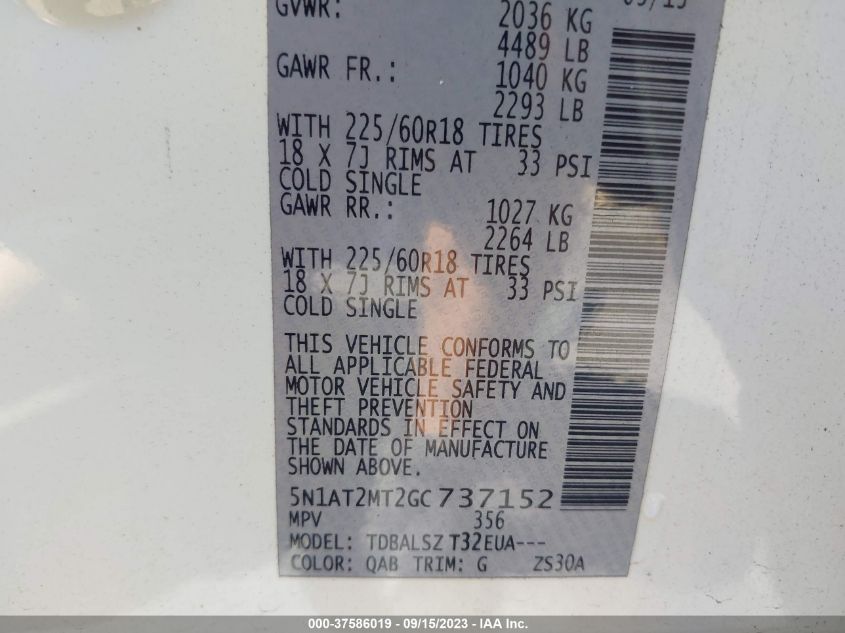 GVWR: 2036 KG
4489 LB
GAWR FR.: 1040 KG
2293 LB
WITH 225/60R18 TIRES
18 X 7J RIMS AT 33 PSI
COLD SINGLE
GAWR RR.: 1027 KG
2264 LB
WITH 225/60R18 TIRES
18 X 7J RIMS AT 33 PSI
COLD SINGLE
THIS VEHICLE CONFORMS TO
ALL APPLICABLE FEDERAL
MOTOR VEHICLE SAFETY AND
THEFT PREVENTION
STANDARDS IN EFFECT ON
THE DATE OF MANUFACTURE
SHOWN ABOVE.
5N1AT2MT2GC737152
MPV 356
MODEL: TDBALSZ T32EUA---
COLOR: QAB TRIM: G ZS30A
000-37586019 - 09/15/2023 - IAA Inc.